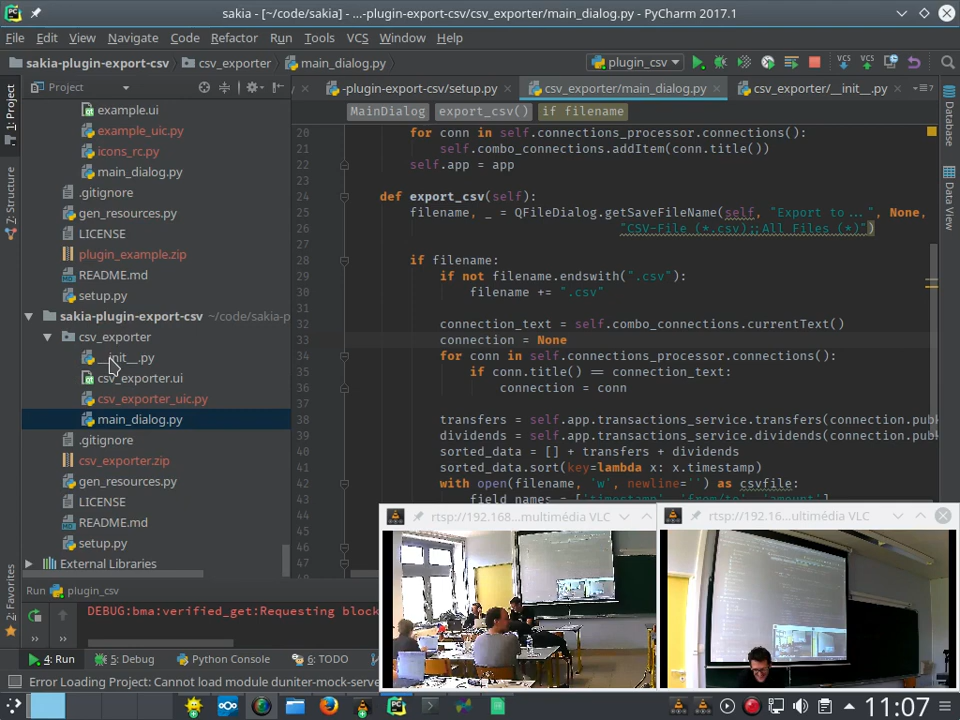 sakia - [~/code/sakia] - ...-plugin-export-csv/csv_exporter/main_dialog.py - PyCharm 2017.1
File Edit View Navigate Code Refactor Run Tools VCS Window Help
sakia-plugin-export-csv csv_exporter main_dialog.py plugin_csv
Project
-plugin-export-csv/setup.py csv_exporter/main_dialog.py csv_exporter/__init__.py
MainDialog export_csv() if filename
1: Project
7: Structure
2: Favorites
Database
Data View
example.ui
example_uic.py
icons_rc.py
main_dialog.py
.gitignore
gen_resources.py
LICENSE
plugin_example.zip
README.md
setup.py
sakia-plugin-export-csv ~/code/sakia-p
csv_exporter
__init__.py
csv_exporter.ui
csv_exporter_uic.py
main_dialog.py
.gitignore
csv_exporter.zip
gen_resources.py
LICENSE
README.md
setup.py
External Libraries
20 for conn in self.connections_processor.connections():
21 self.combo_connections.addItem(conn.title())
22 self.app = app
23
24 def export_csv(self):
25 filename, _ = QFileDialog.getSaveFileName(self, "Export to...", None,
26 "CSV-File (*.csv);;All Files (*)")
27
28 if filename:
29 if not filename.endswith(".csv"):
30 filename += ".csv"
31
32 connection_text = self.combo_connections.currentText()
33 connection = None
34 for conn in self.connections_processor.connections():
35 if conn.title() == connection_text:
36 connection = conn
37
38 transfers = self.app.transactions_service.transfers(connection.pub
39 dividends = self.app.transactions_service.dividends(connection.pub
40 sorted_data = [] + transfers + dividends
41 sorted_data.sort(key=lambda x: x.timestamp)
42 with open(filename, 'w', newline='') as csvfile:
43 field_names = ['timestamp', 'from/to', 'amount']
44
45
46
47
rtsp://192.168...multimédia VLC
rtsp://192.16...ultimédia VLC
Run plugin_csv
DEBUG:bma:verified_get:Requesting block
4: Run 5: Debug Python Console 6: TODO
Error Loading Project: Cannot load module duniter-mock-serve
11:07